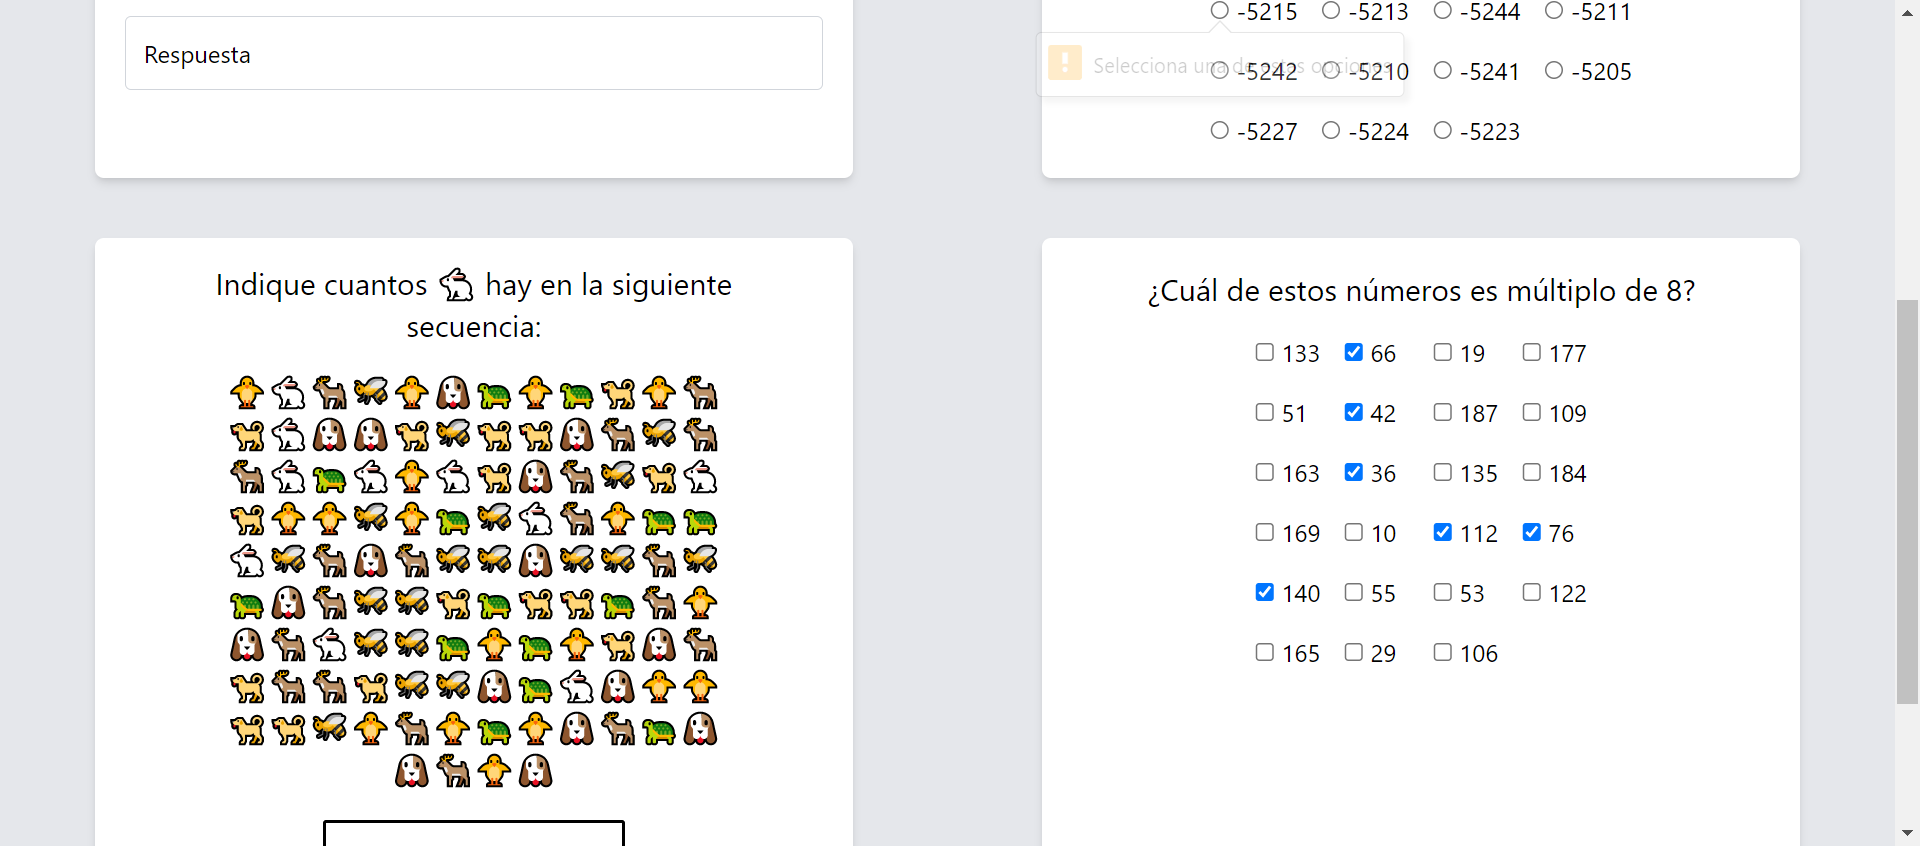 Respuesta
-5215 -5213 -5244 -5211
Selecciona una de estas opciones
-5242 -5210 -5241 -5205
-5227 -5224 -5223
Indique cuantos 🐇 hay en la siguiente
secuencia:
¿Cuál de estos números es múltiplo de 8?
133 66 19 177
51 42 187 109
163 36 135 184
169 10 112 76
140 55 53 122
165 29 106